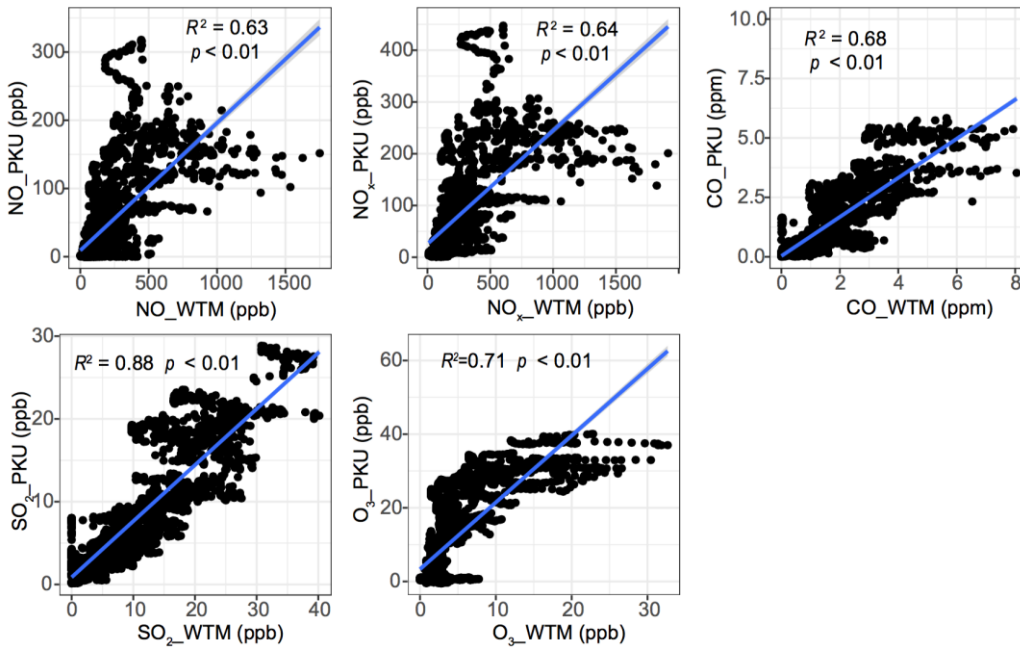 R² = 0.63
p < 0.01
NO_PKU (ppb)
300
200
100
0
0 500 1000 1500
NO_WTM (ppb)
R² = 0.64
p < 0.01
NOₓ_PKU (ppb)
400
300
200
100
0
0 500 1000 1500
NOₓ_WTM (ppb)
R² = 0.68
p < 0.01
CO_PKU (ppm)
10.0
7.5
5.0
2.5
0.0
0 2 4 6 8
CO_WTM (ppm)
R² = 0.88 p < 0.01
SO₂_PKU (ppb)
30
20
10
0
0 10 20 30 40
SO₂_WTM (ppb)
R²=0.71 p < 0.01
O₃_PKU (ppb)
60
40
20
0
0 10 20 30
O₃_WTM (ppb)